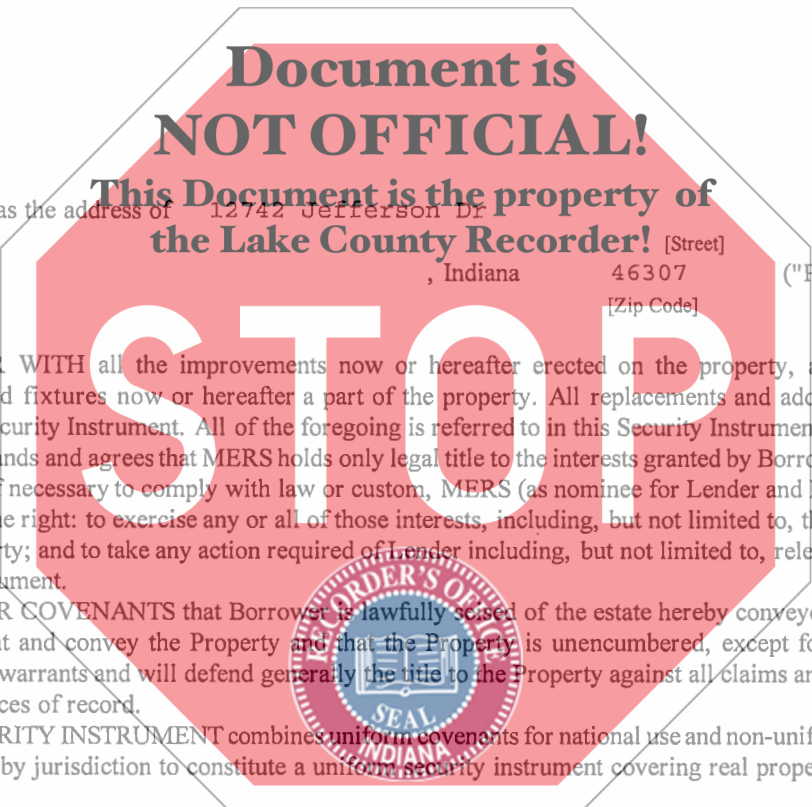 Document is
NOT OFFICIAL!
This Document is the property of
as the address of 12742 Jefferson Dr
the Lake County Recorder! [Street]
, Indiana 46307 ("P
[Zip Code]
STOP
R WITH all the improvements now or hereafter erected on the property, a
d fixtures now or hereafter a part of the property. All replacements and add
curity Instrument. All of the foregoing is referred to in this Security Instrumen
ands and agrees that MERS holds only legal title to the interests granted by Borro
f necessary to comply with law or custom, MERS (as nominee for Lender and
e right: to exercise any or all of those interests, including, but not limited to, th
rty; and to take any action required of Lender including, but not limited to, rele
ument.
R COVENANTS that Borrower is lawfully seised of the estate hereby conveye
t and convey the Property and that the Property is unencumbered, except fo
warrants and will defend generally the title to the Property against all claims an
ces of record.
RITY INSTRUMENT combines uniform covenants for national use and non-unif
by jurisdiction to constitute a uniform security instrument covering real prope
RECORDER'S OFFICE
SEAL
INDIANA